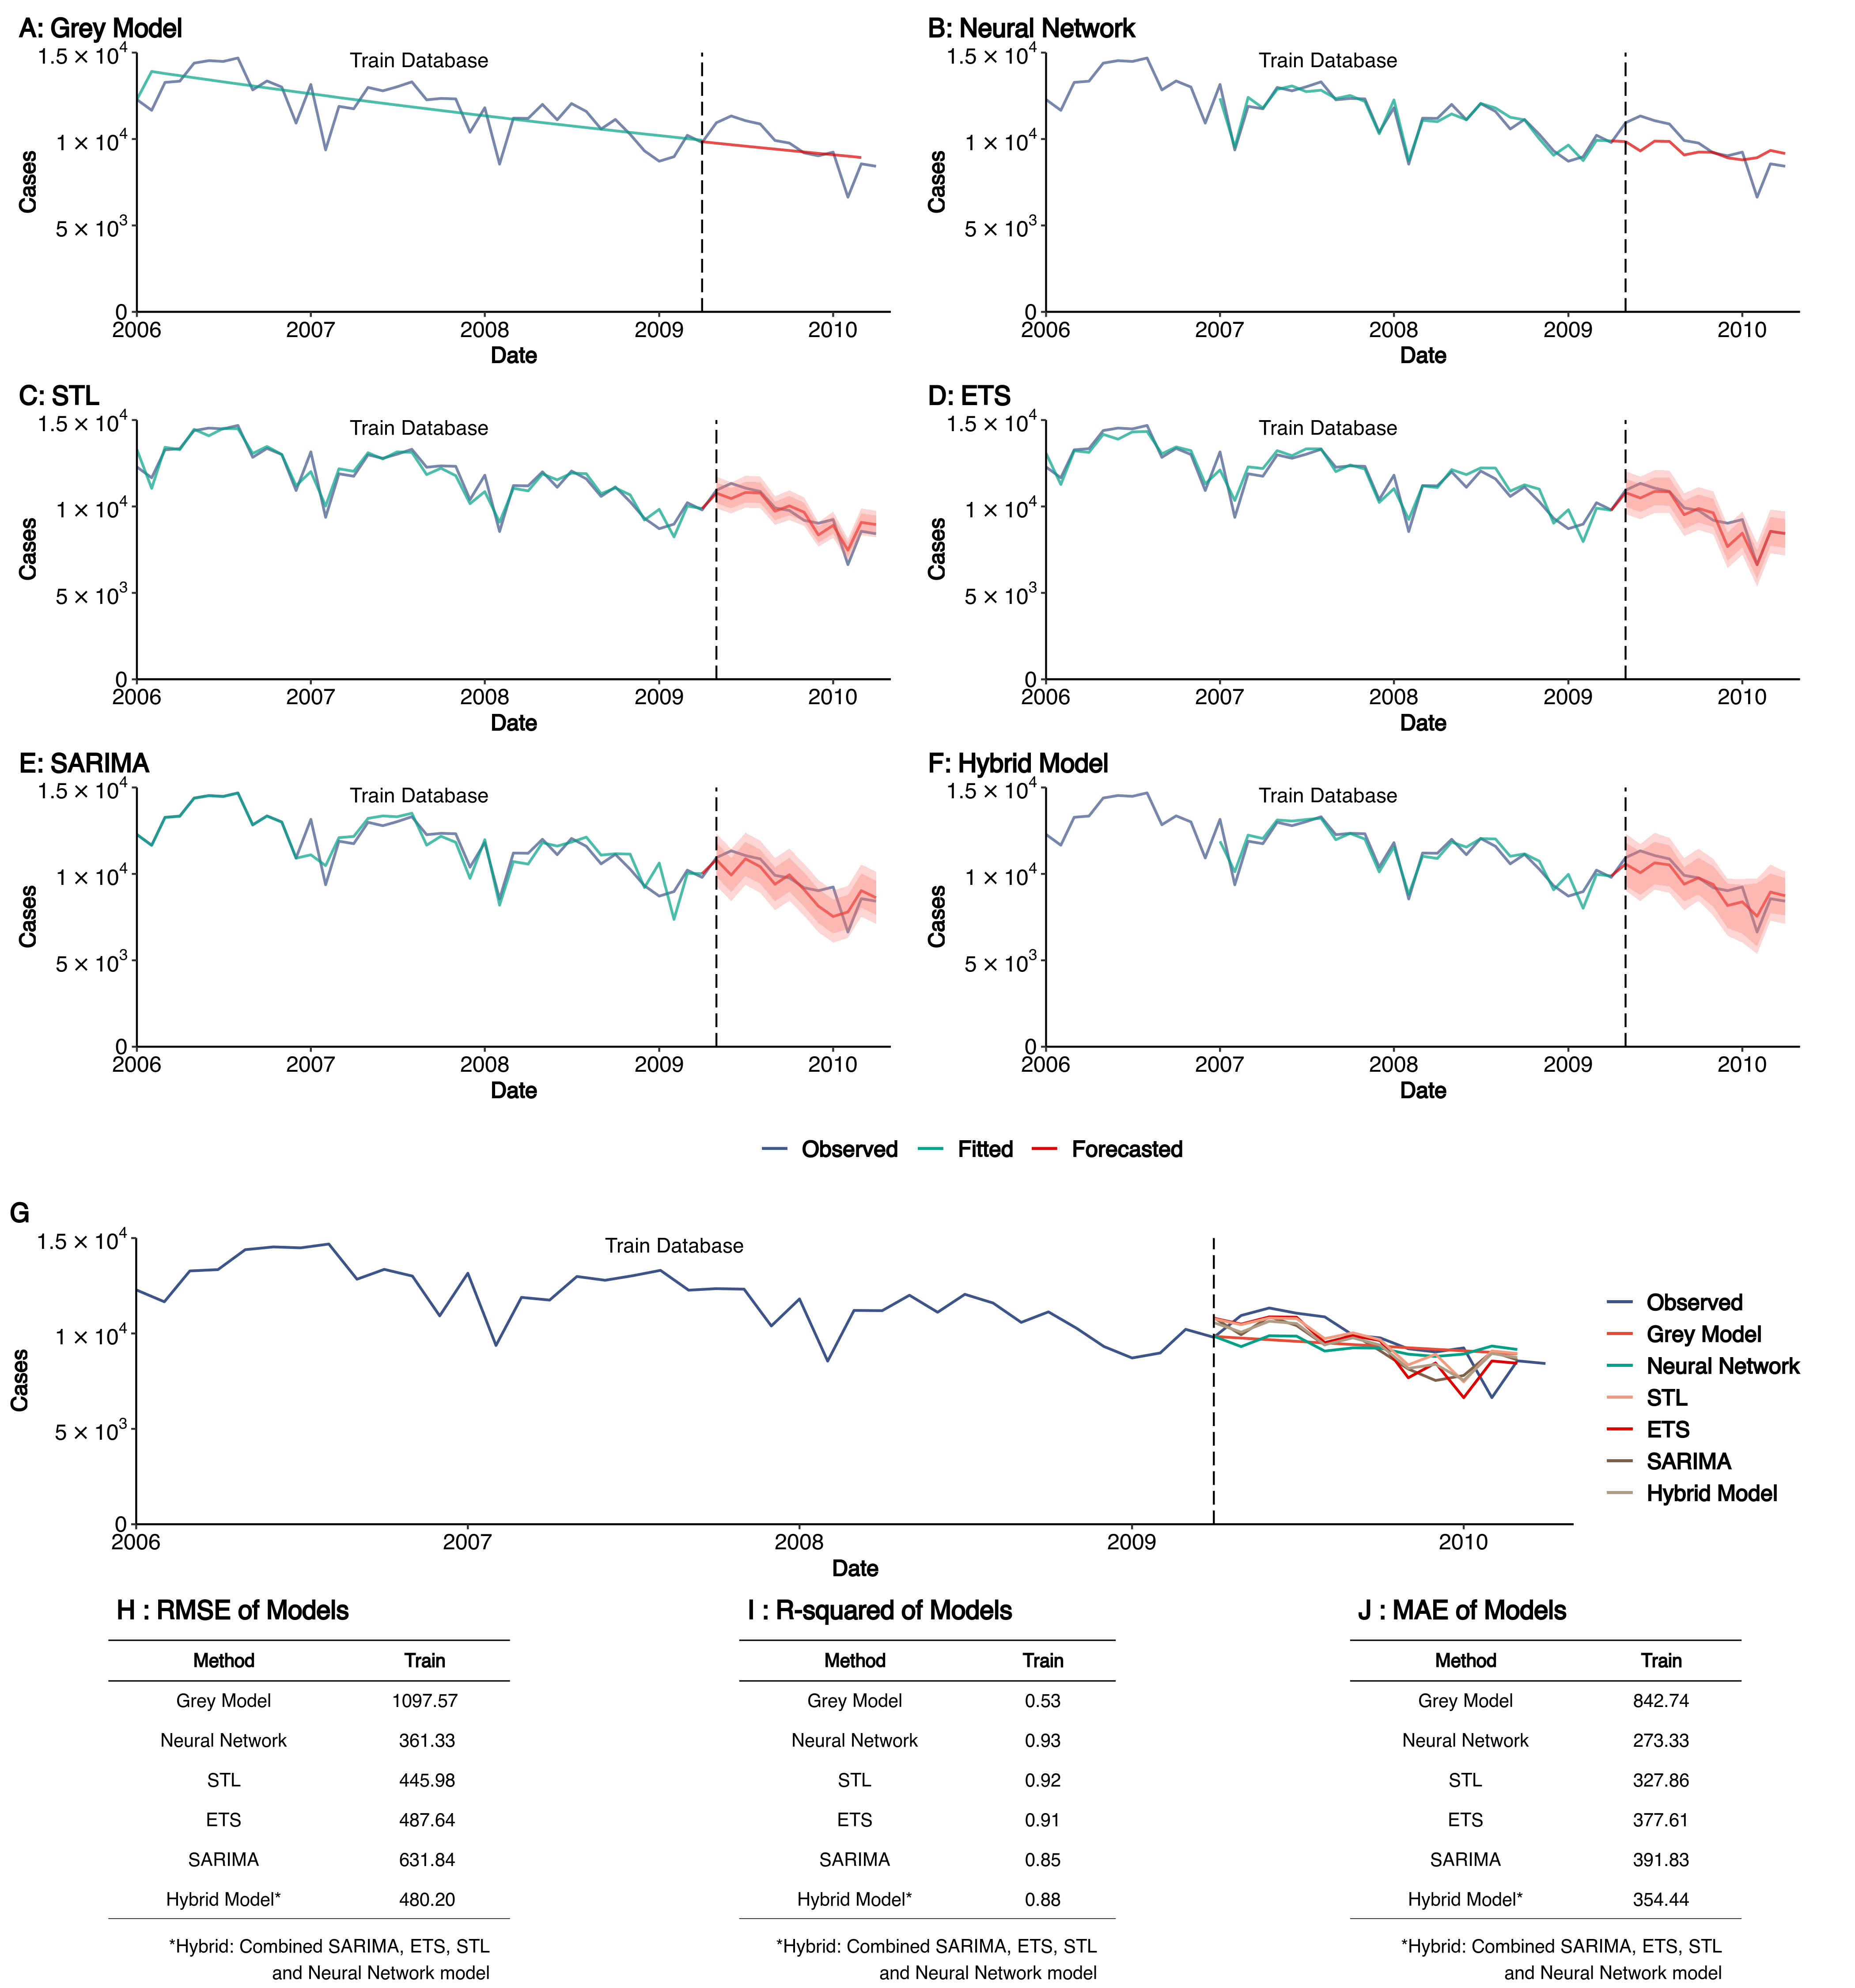 A: Grey Model
1.5 × 10⁴
Train Database
1 × 10⁴
5 × 10³
0
Cases
2006 2007 2008 2009 2010
Date
B: Neural Network
1.5 × 10⁴
Train Database
1 × 10⁴
5 × 10³
0
Cases
2006 2007 2008 2009 2010
Date
C: STL
1.5 × 10⁴
Train Database
1 × 10⁴
5 × 10³
0
Cases
2006 2007 2008 2009 2010
Date
D: ETS
1.5 × 10⁴
Train Database
1 × 10⁴
5 × 10³
0
Cases
2006 2007 2008 2009 2010
Date
E: SARIMA
1.5 × 10⁴
Train Database
1 × 10⁴
5 × 10³
0
Cases
2006 2007 2008 2009 2010
Date
F: Hybrid Model
1.5 × 10⁴
Train Database
1 × 10⁴
5 × 10³
0
Cases
2006 2007 2008 2009 2010
Date
Observed Fitted Forecasted
G
1.5 × 10⁴
Train Database
1 × 10⁴
5 × 10³
0
Cases
2006 2007 2008 2009 2010
Date
Observed
Grey Model
Neural Network
STL
ETS
SARIMA
Hybrid Model
H : RMSE of Models
Method Train
Grey Model 1097.57
Neural Network 361.33
STL 445.98
ETS 487.64
SARIMA 631.84
Hybrid Model* 480.20
*Hybrid: Combined SARIMA, ETS, STL
and Neural Network model
I : R-squared of Models
Method Train
Grey Model 0.53
Neural Network 0.93
STL 0.92
ETS 0.91
SARIMA 0.85
Hybrid Model* 0.88
*Hybrid: Combined SARIMA, ETS, STL
and Neural Network model
J : MAE of Models
Method Train
Grey Model 842.74
Neural Network 273.33
STL 327.86
ETS 377.61
SARIMA 391.83
Hybrid Model* 354.44
*Hybrid: Combined SARIMA, ETS, STL
and Neural Network model